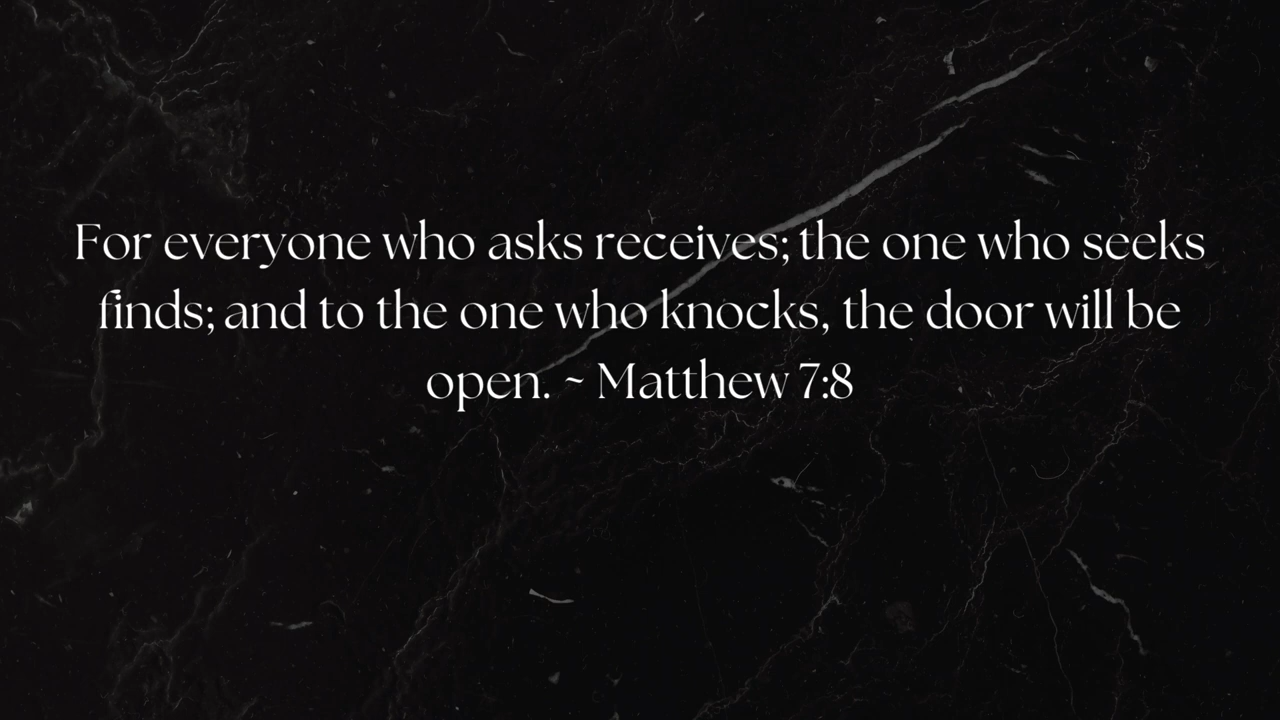 For everyone who asks receives; the one who seeks
finds; and to the one who knocks, the door will be
open. ~ Matthew 7:8